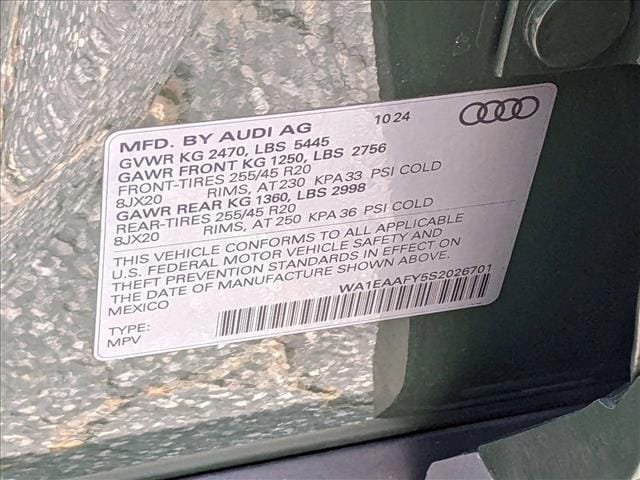 MFD. BY AUDI AG 10 24
GVWR KG 2470, LBS 5445
GAWR FRONT KG 1250, LBS 2756
FRONT-TIRES 255/45 R20
8JX20 RIMS, AT 230 KPA 33 PSI COLD
GAWR REAR KG 1360, LBS 2998
REAR-TIRES 255/45 R20
8JX20 RIMS, AT 250 KPA 36 PSI COLD
THIS VEHICLE CONFORMS TO ALL APPLICABLE
U.S. FEDERAL MOTOR VEHICLE SAFETY AND
THEFT PREVENTION STANDARDS IN EFFECT ON
THE DATE OF MANUFACTURE SHOWN ABOVE.
MEXICO WA1EAAFY5S2026701
TYPE:
MPV